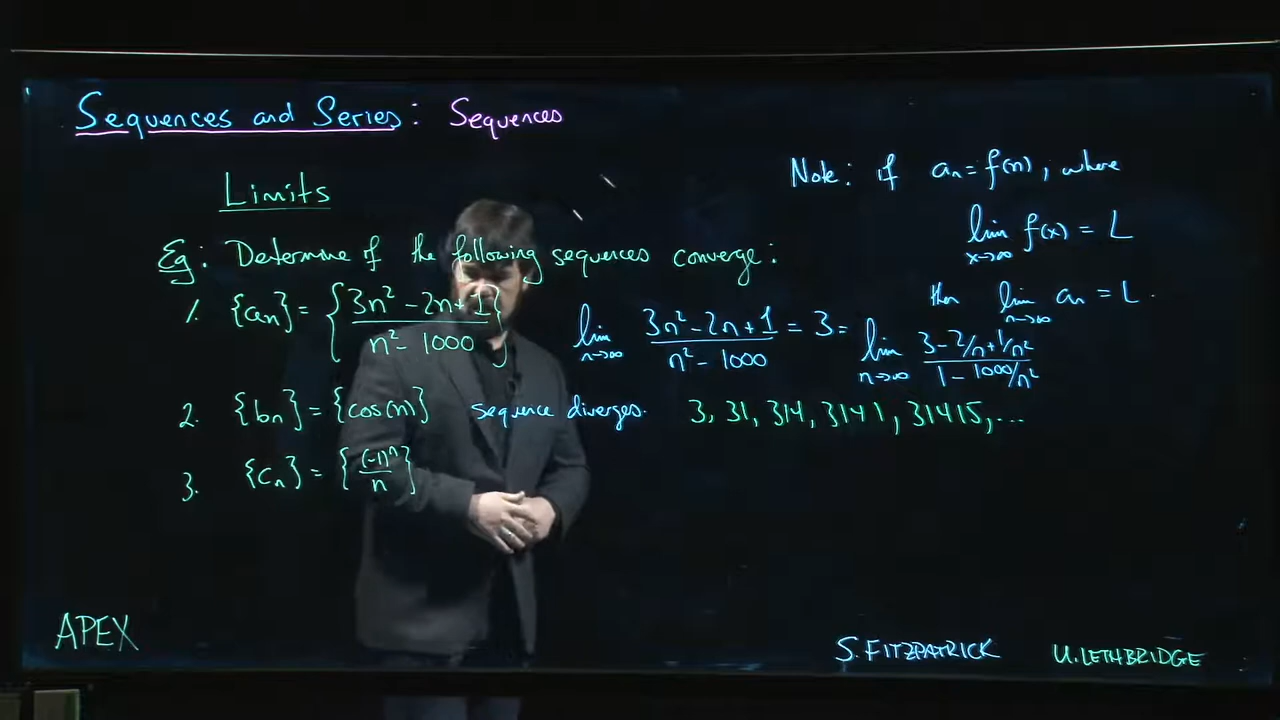 Sequences and Series: Sequences
Limits
Note: if aₙ = f(n), where
lim x→∞ f(x) = L
then lim n→∞ aₙ = L.
Eg: Determine if the following sequences converge:
1. {aₙ} = { (3n² - 2n + 1)/(n² - 1000) } lim n→∞ (3n² - 2n + 1)/(n² - 1000) = 3 = lim n→∞ (3 - 2/n + 1/n²)/(1 - 1000/n²)
2. {bₙ} = {cos(n)} sequence diverges. 3, 31, 314, 3141, 31415, ...
3. {cₙ} = { (-1)ⁿ/n }
APEX
S. FITZPATRICK U. LETHBRIDGE